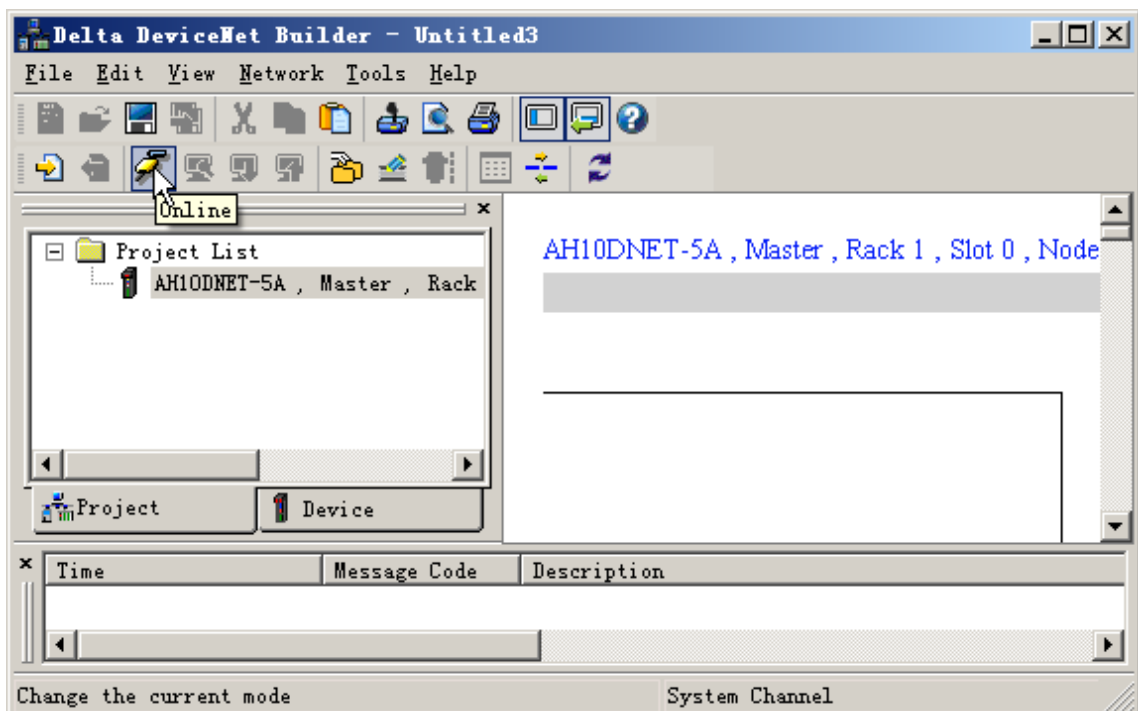 Delta DeviceNet Builder - Untitled3
File Edit View Network Tools Help
Online
Project List
AH10DNET-5A , Master , Rack
AH10DNET-5A , Master , Rack 1 , Slot 0 , Node
Project Device
Time Message Code Description
Change the current mode System Channel